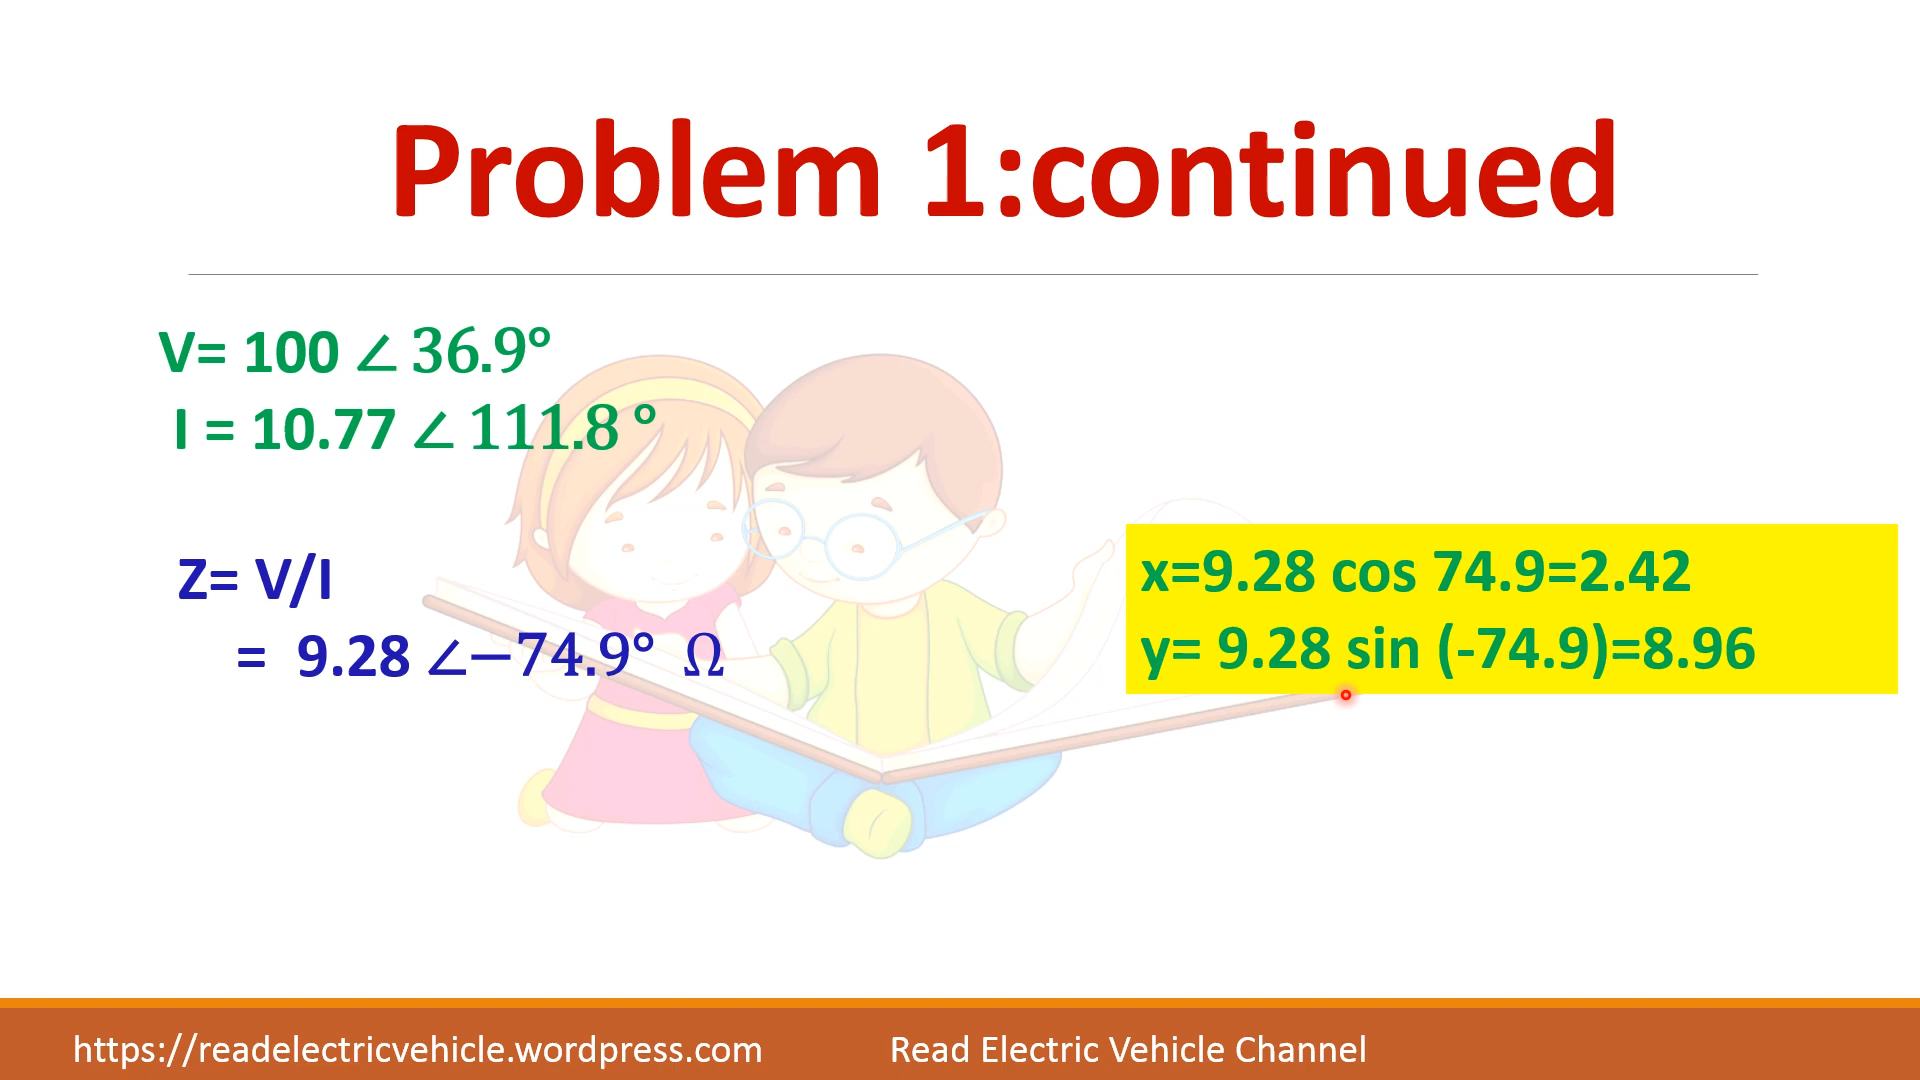 Problem 1:continued
V= 100 ∠ 36.9°
I = 10.77 ∠ 111.8 °
Z= V/I
= 9.28 ∠−74.9° Ω
x=9.28 cos 74.9=2.42
y= 9.28 sin (-74.9)=8.96
https://readelectricvehicle.wordpress.com
Read Electric Vehicle Channel